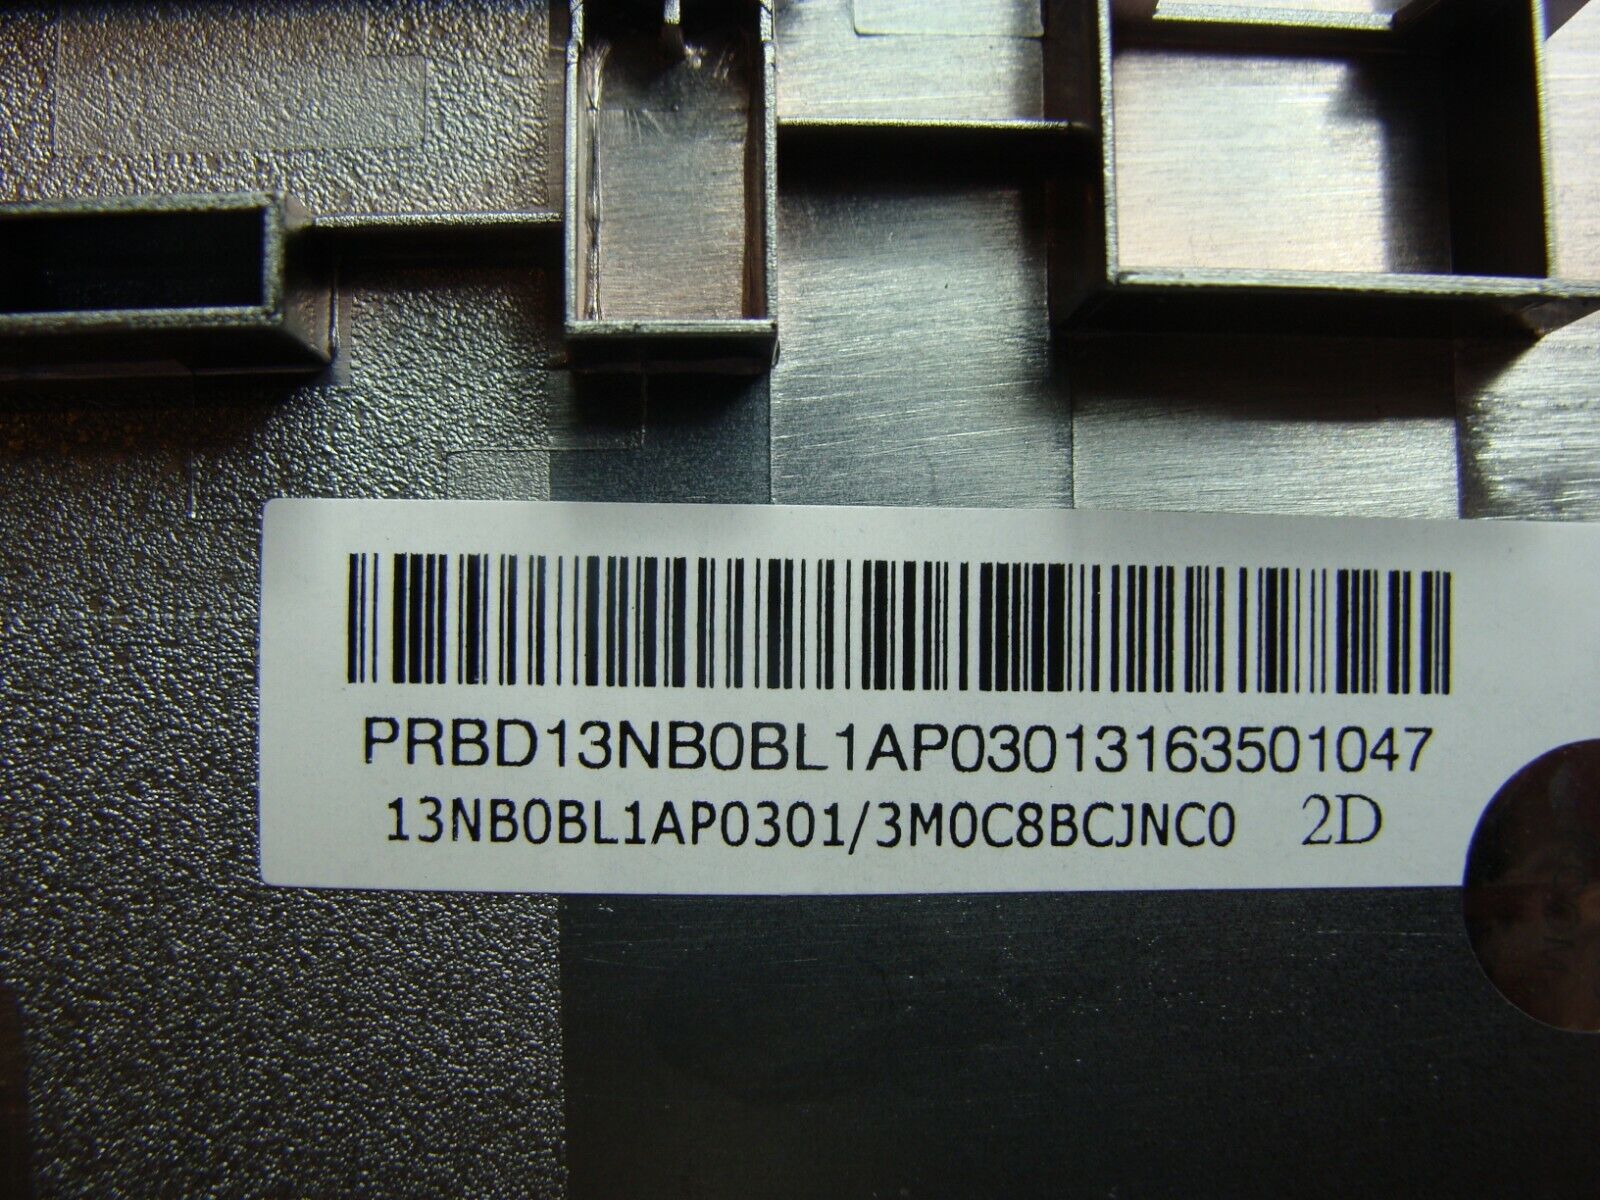 PRBD13NB0BL1AP03013163501047
13NB0BL1AP0301/3M0C8BCJNC0 2D